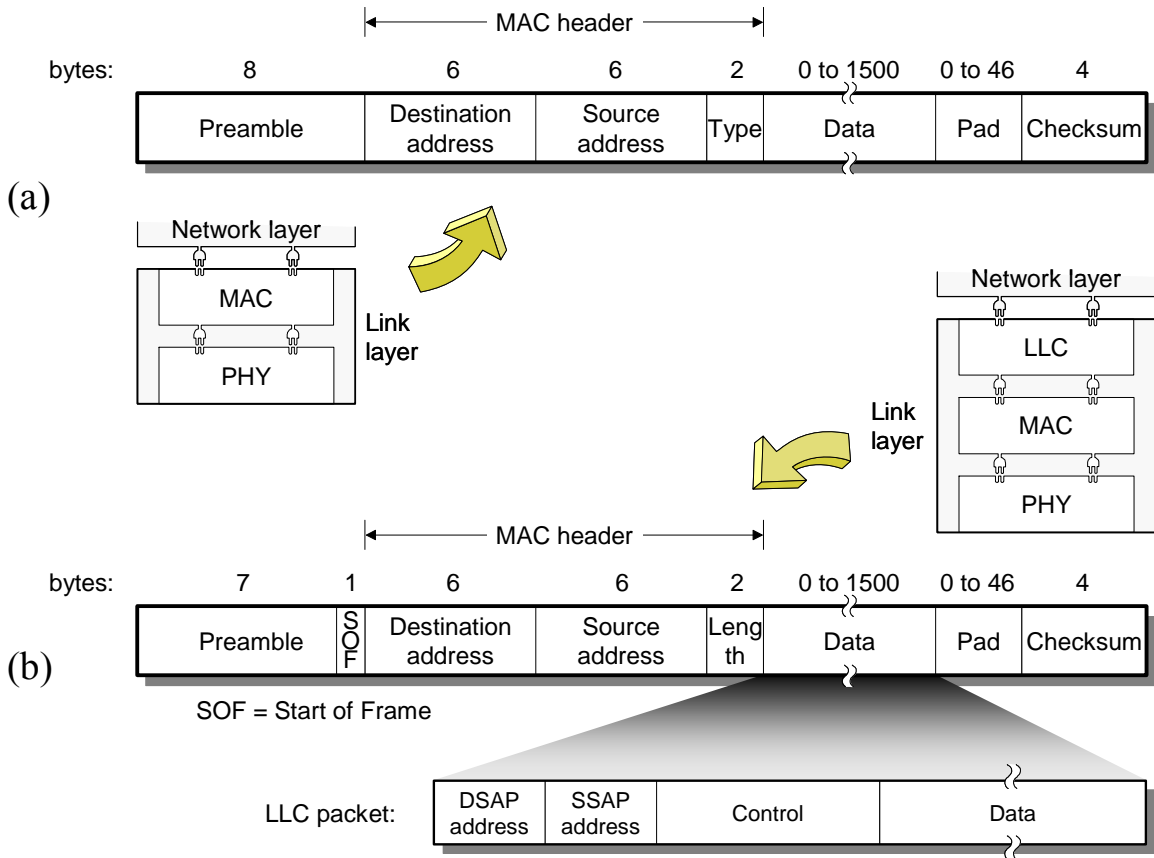 MAC header
bytes: 8 6 6 2 0 to 1500 0 to 46 4
Preamble Destination address Source address Type Data Pad Checksum
(a)
Network layer
MAC
PHY
Link
layer
Network layer
LLC
MAC
PHY
Link
layer
MAC header
bytes: 7 1 6 6 2 0 to 1500 0 to 46 4
Preamble SOF Destination address Source address Length Data Pad Checksum
(b)
SOF = Start of Frame
LLC packet: DSAP address SSAP address Control Data